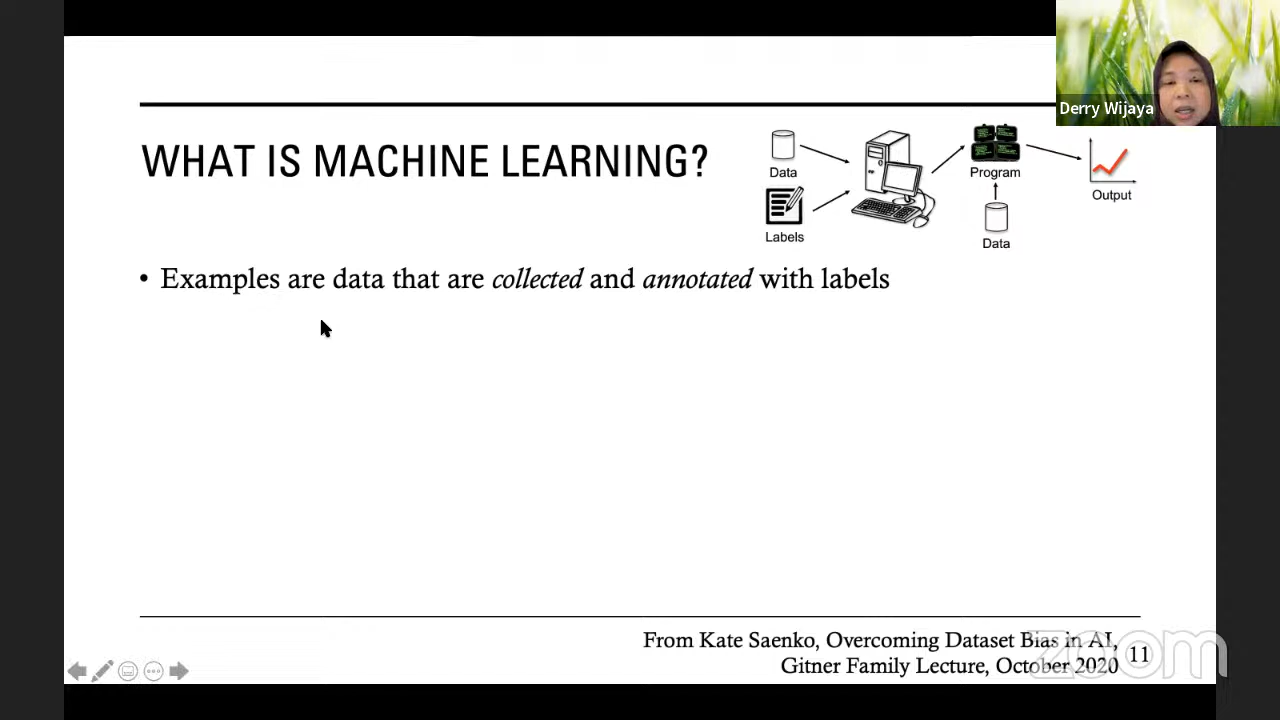 Derry Wijaya
WHAT IS MACHINE LEARNING?
Data
Labels
Program
Data
Output
• Examples are data that are collected and annotated with labels
From Kate Saenko, Overcoming Dataset Bias in AI,
Gitner Family Lecture, October 2020
11
zoom